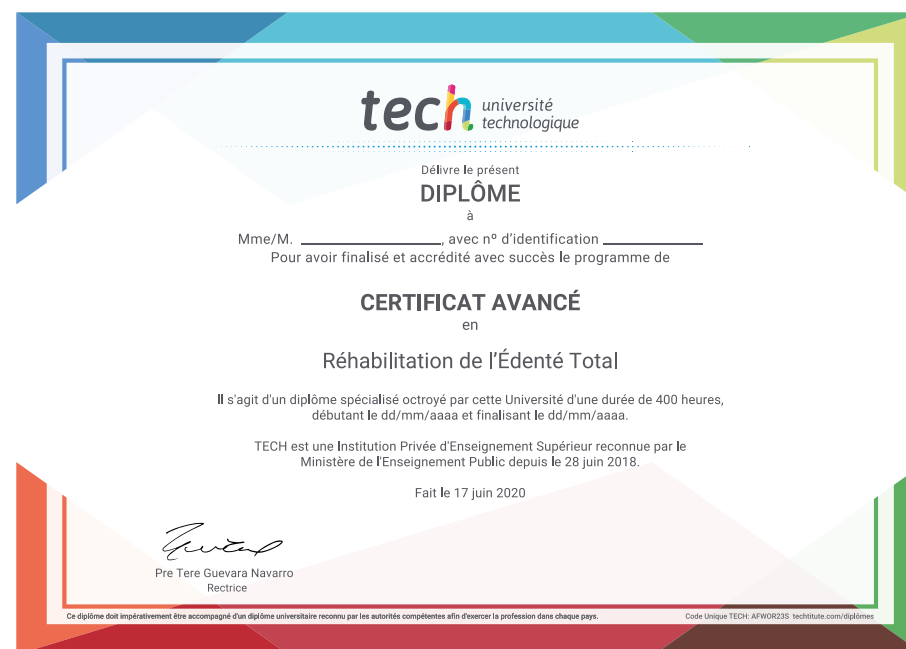 tech université
technologique
Délivre le présent
DIPLÔME
à
Mme/M. ____________________, avec nº d'identification ______________
Pour avoir finalisé et accrédité avec succès le programme de
CERTIFICAT AVANCÉ
en
Réhabilitation de l'Édenté Total
Il s'agit d'un diplôme spécialisé octroyé par cette Université d'une durée de 400 heures,
débutant le dd/mm/aaaa et finalisant le dd/mm/aaaa.
TECH est une Institution Privée d'Enseignement Supérieur reconnue par le
Ministère de l'Enseignement Public depuis le 28 juin 2018.
Fait le 17 juin 2020
Pre Tere Guevara Navarro
Rectrice
Ce diplôme doit impérativement être accompagné d'un diplôme universitaire reconnu par les autorités compétentes afin d'exercer la profession dans chaque pays.
Code Unique TECH: AFWOR23S techtitute.com/diplômes